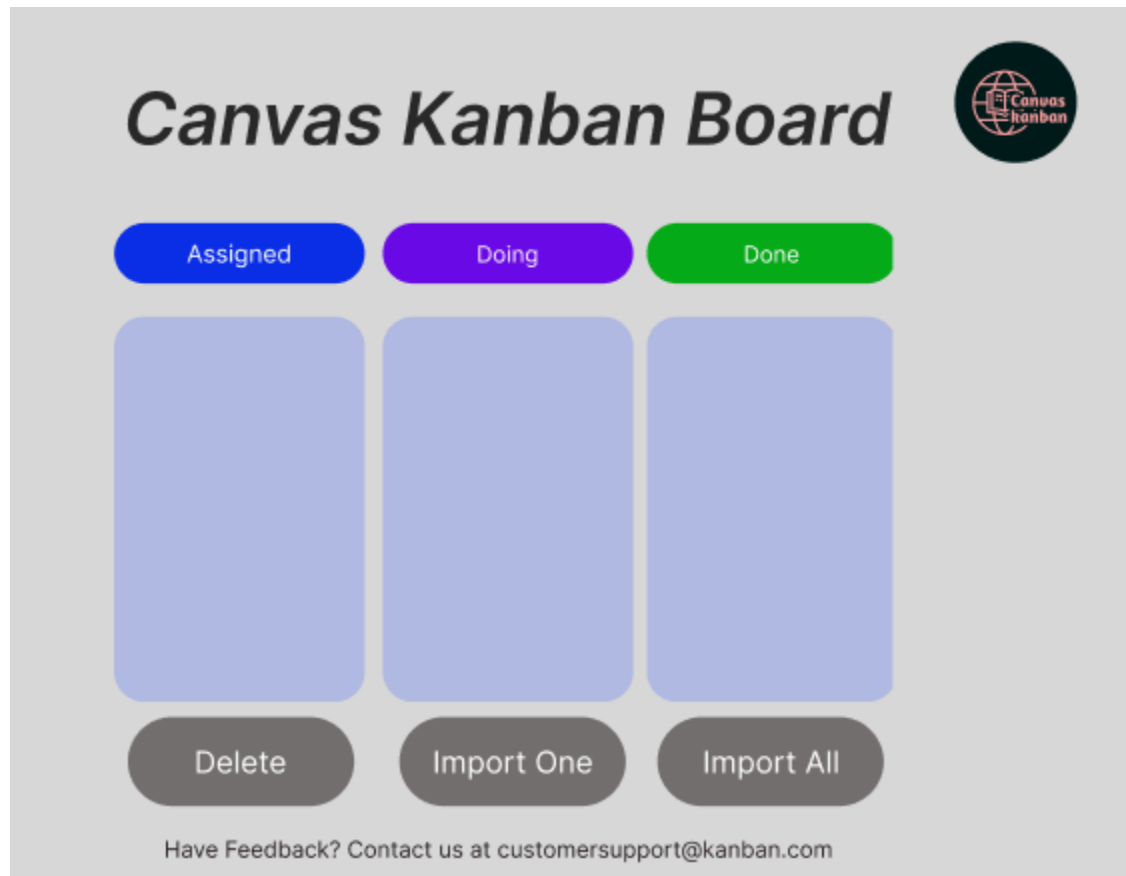 Canvas Kanban Board
Canvas
kanban
Assigned
Doing
Done
Delete
Import One
Import All
Have Feedback? Contact us at customersupport@kanban.com